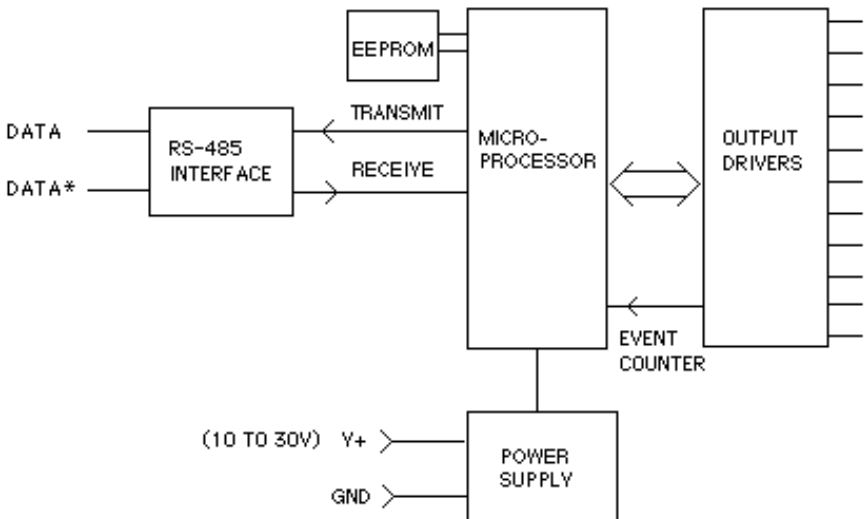 EEPROM
TRANSMIT
DATA
RS-485
INTERFACE
RECEIVE
DATA*
MICRO-
PROCESSOR
OUTPUT
DRIVERS
EVENT
COUNTER
(10 TO 30V) V+
GND
POWER
SUPPLY